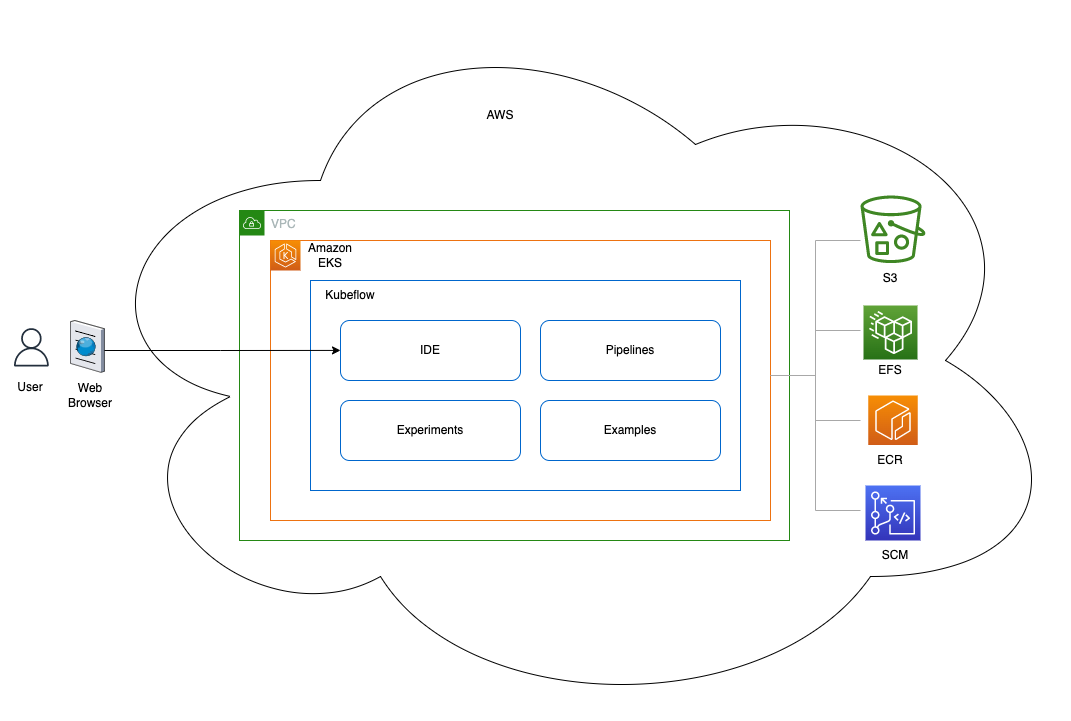 AWS
VPC
Amazon
EKS
Kubeflow
IDE
Pipelines
Experiments
Examples
User
Web
Browser
S3
EFS
ECR
SCM